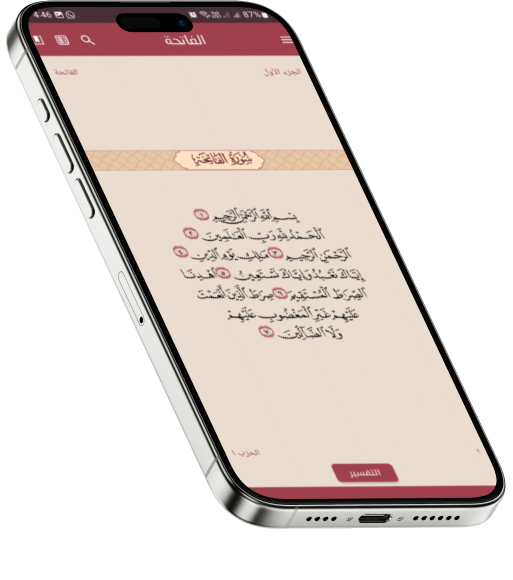 4:46 87%
الفاتحة
الجزء الأول الفاتحة
سُورَةُ الفَاتِحَةِ
بِسْمِ ٱللَّهِ ٱلرَّحْمَٰنِ ٱلرَّحِيمِ ١
ٱلْحَمْدُ لِلَّهِ رَبِّ ٱلْعَٰلَمِينَ ٢
ٱلرَّحْمَٰنِ ٱلرَّحِيمِ ٣ مَٰلِكِ يَوْمِ ٱلدِّينِ ٤
إِيَّاكَ نَعْبُدُ وَإِيَّاكَ نَسْتَعِينُ ٥ ٱهْدِنَا
ٱلصِّرَٰطَ ٱلْمُسْتَقِيمَ ٦ صِرَٰطَ ٱلَّذِينَ أَنْعَمْتَ
عَلَيْهِمْ غَيْرِ ٱلْمَغْضُوبِ عَلَيْهِمْ
وَلَا ٱلضَّآلِّينَ ٧
١ الحزب ١
التفسير